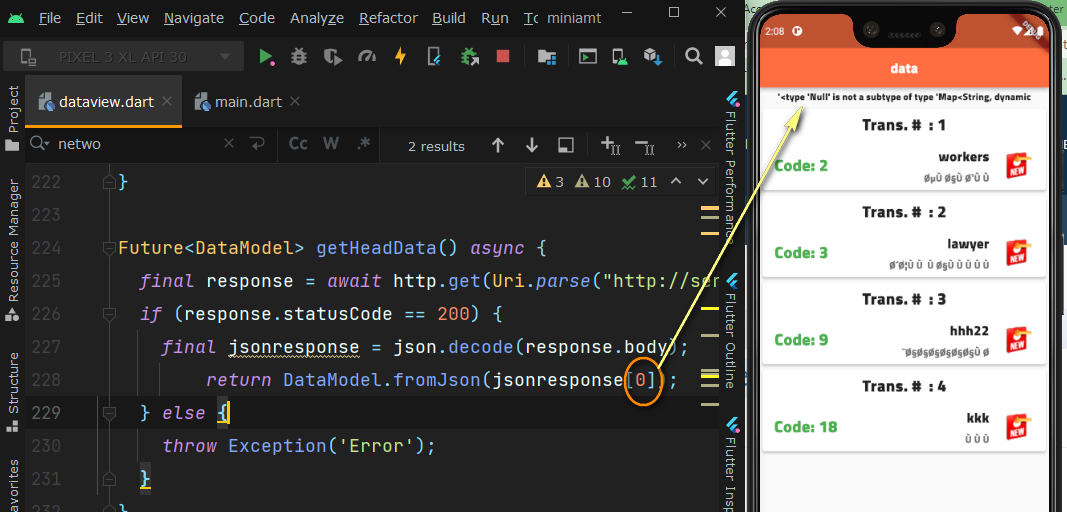 File Edit View Navigate Code Analyze Refactor Build Run miniamt
PIXEL 3 XL API 30
dataview.dart
main.dart
netwo
Cc W .*
2 results
Project
Resource Manager
Structure
avorites
3 10 11
222 }
223
224 Future<DataModel> getHeadData() async {
225 final response = await http.get(Uri.parse("http://ser
226 if (response.statusCode == 200) {
227 final jsonresponse = json.decode(response.body);
228 return DataModel.fromJson(jsonresponse[0]);
229 } else {
230 throw Exception('Error');
231 }
232 }
Flutter Performance
Flutter Outline
Flutter Insp
2:08
data
'<type 'Null' is not a subtype of type 'Map<String, dynamic
Trans. # : 1
workers
Code: 2
NEW
Trans. # : 2
lawyer
Code: 3
NEW
Trans. # : 3
hhh22
Code: 9
NEW
Trans. # : 4
kkk
Code: 18
Ù Ù Ù
NEW